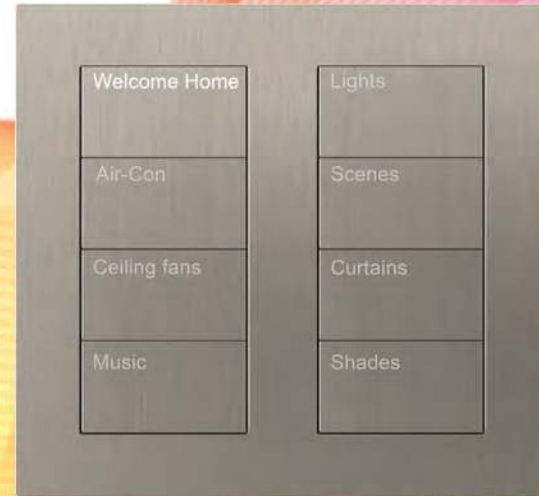 Welcome Home
Air-Con
Ceiling fans
Music
Lights
Scenes
Curtains
Shades